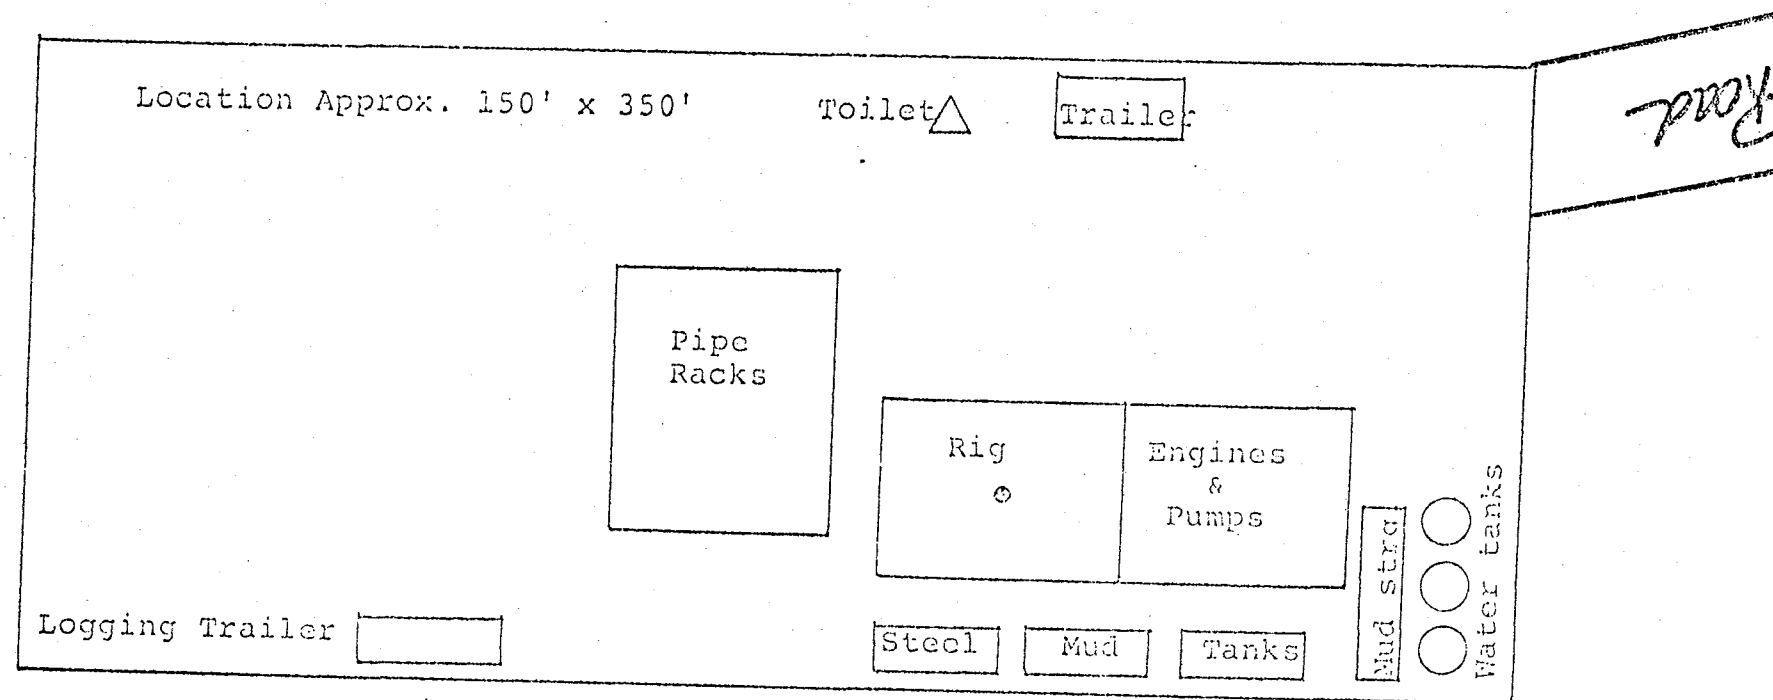 Location Approx. 150' x 350'
Toilet
Trailer
Road
Pipe
Racks
Rig
Engines
&
Pumps
Mud strg
Water tanks
Logging Trailer
Steel
Mud
Tanks